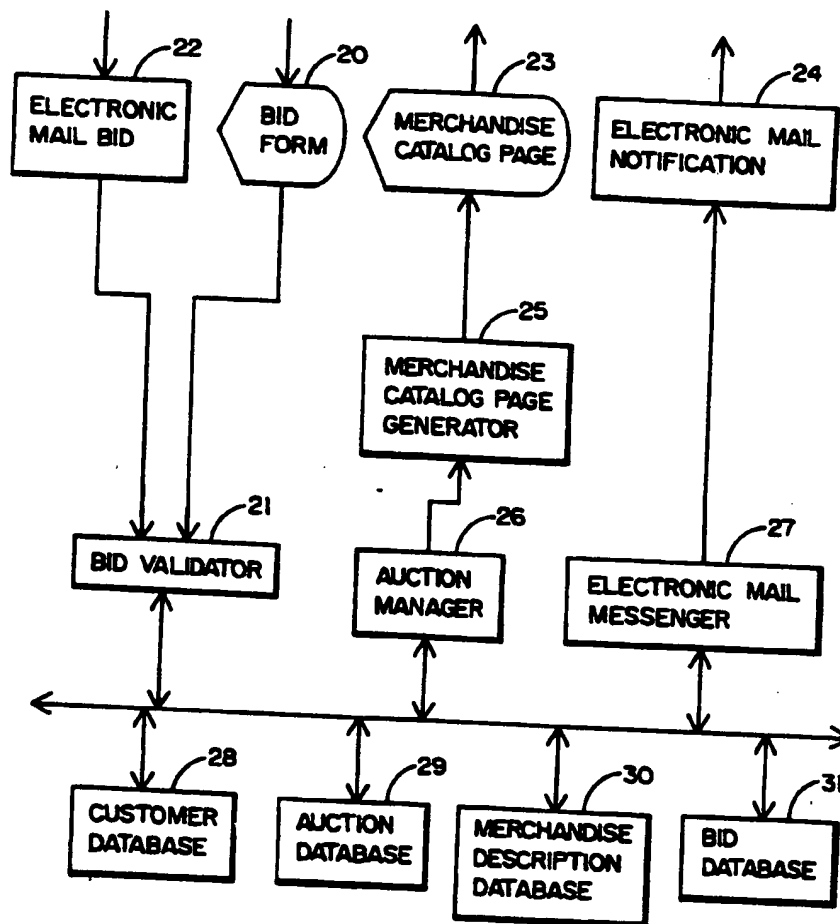 22
20
23
24
ELECTRONIC
MAIL BID
BID
FORM
MERCHANDISE
CATALOG PAGE
ELECTRONIC MAIL
NOTIFICATION
25
MERCHANDISE
CATALOG PAGE
GENERATOR
21
26
27
BID VALIDATOR
AUCTION
MANAGER
ELECTRONIC MAIL
MESSENGER
28
29
30
31
CUSTOMER
DATABASE
AUCTION
DATABASE
MERCHANDISE
DESCRIPTION
DATABASE
BID
DATABASE